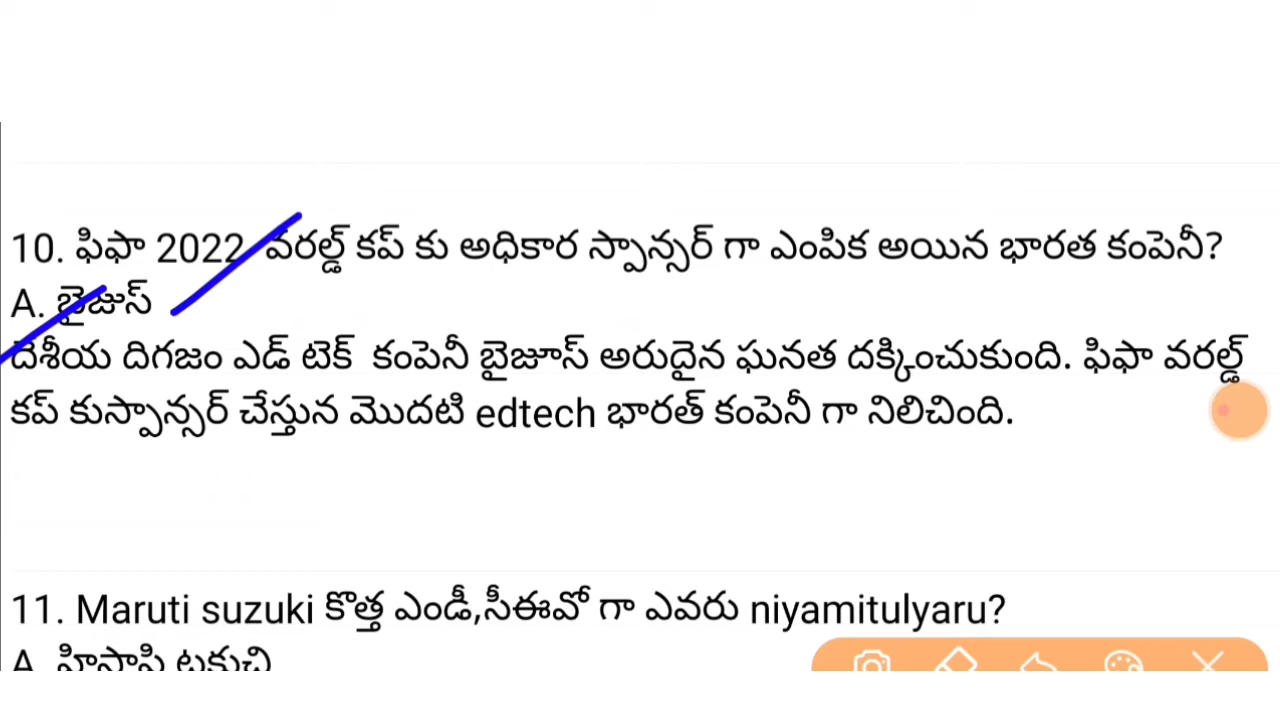 10. ఫిఫా 2022 వరల్డ్ కప్ కు అధికార స్పాన్సర్ గా ఎంపిక అయిన భారత కంపెనీ?
A. బైజుస్
దేశీయ దిగజం ఎడ్ టెక్ కంపెనీ బైజూస్ అరుదైన ఘనత దక్కించుకుంది. ఫిఫా వరల్డ్
కప్ కుస్పాన్సర్ చేస్తున మొదటి edtech భారత్ కంపెనీ గా నిలిచింది.
11. Maruti suzuki కొత్త ఎండీ,సీఈవో గా ఎవరు niyamitulyaru?
A. హిసాషి టకుచి